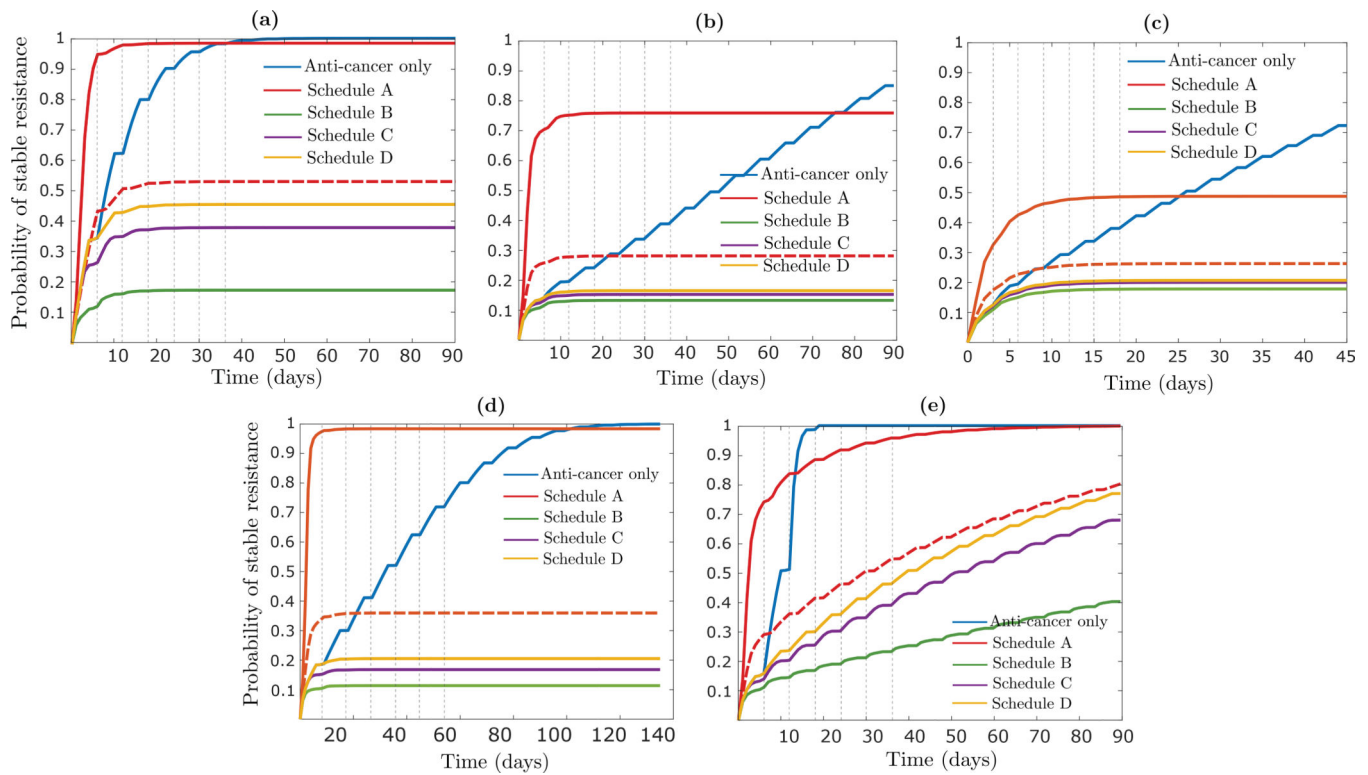 (a)
Probability of stable resistance
1
0.9
0.8
0.7
0.6
0.5
0.4
0.3
0.2
0.1
Anti-cancer only
Schedule A
Schedule B
Schedule C
Schedule D
10 20 30 40 50 60 70 80 90
Time (days)
(b)
1
0.9
0.8
0.7
0.6
0.5
0.4
0.3
0.2
0.1
Anti-cancer only
Schedule A
Schedule B
Schedule C
Schedule D
10 20 30 40 50 60 70 80 90
Time (days)
(c)
1
0.9
0.8
0.7
0.6
0.5
0.4
0.3
0.2
0.1
Anti-cancer only
Schedule A
Schedule B
Schedule C
Schedule D
0 5 10 15 20 25 30 35 40 45
Time (days)
(d)
Probability of stable resistance
1
0.9
0.8
0.7
0.6
0.5
0.4
0.3
0.2
0.1
Anti-cancer only
Schedule A
Schedule B
Schedule C
Schedule D
20 40 60 80 100 120 140
Time (days)
(e)
1
0.9
0.8
0.7
0.6
0.5
0.4
0.3
0.2
0.1
Anti-cancer only
Schedule A
Schedule B
Schedule C
Schedule D
10 20 30 40 50 60 70 80 90
Time (days)